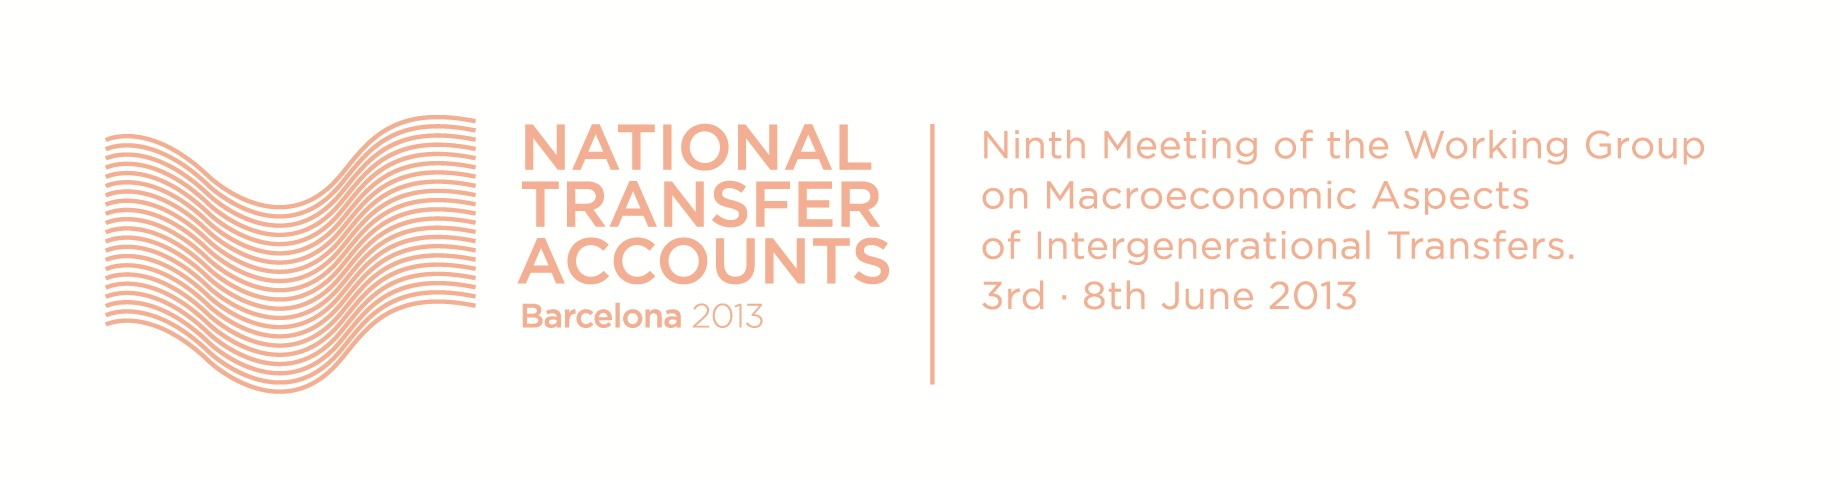 NATIONAL
TRANSFER
ACCOUNTS
Barcelona 2013
Ninth Meeting of the Working Group
on Macroeconomic Aspects
of Intergenerational Transfers.
3rd · 8th June 2013